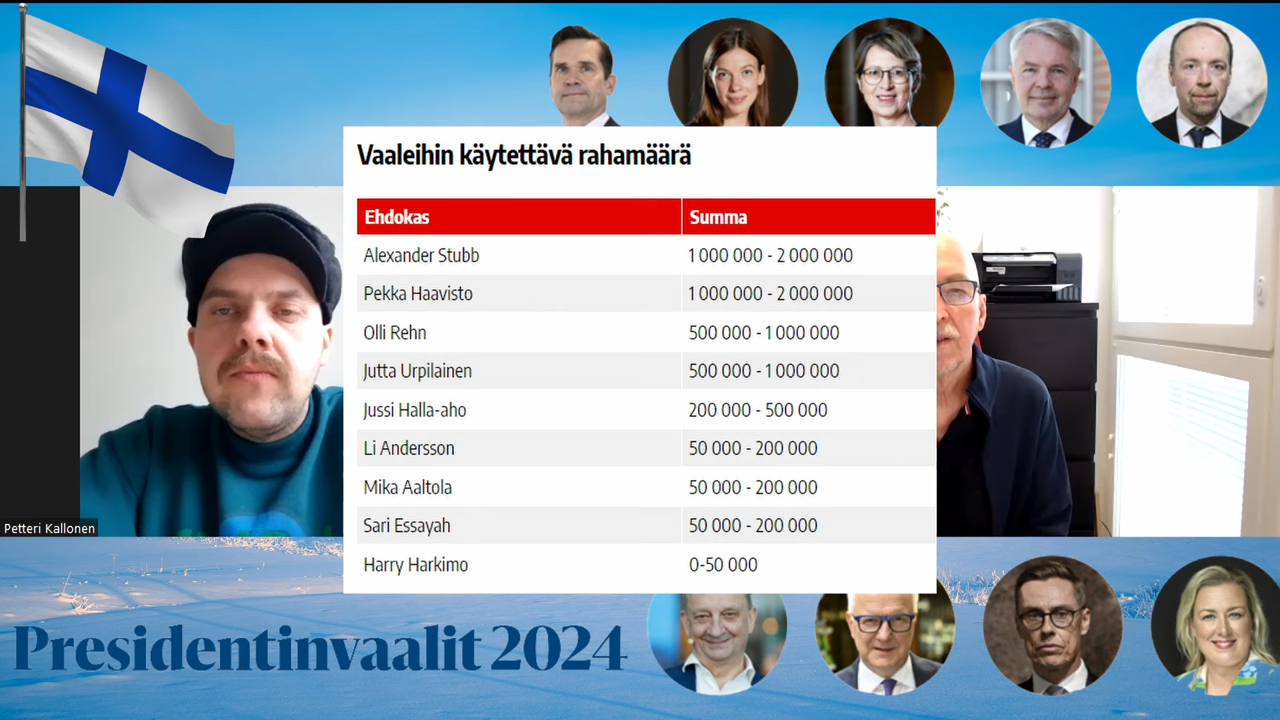 Vaaleihin käytettävä rahamäärä
Ehdokas Summa
Alexander Stubb 1 000 000 - 2 000 000
Pekka Haavisto 1 000 000 - 2 000 000
Olli Rehn 500 000 - 1 000 000
Jutta Urpilainen 500 000 - 1 000 000
Jussi Halla-aho 200 000 - 500 000
Li Andersson 50 000 - 200 000
Mika Aaltola 50 000 - 200 000
Sari Essayah 50 000 - 200 000
Harry Harkimo 0-50 000
Petteri Kallonen
Presidentinvaalit 2024